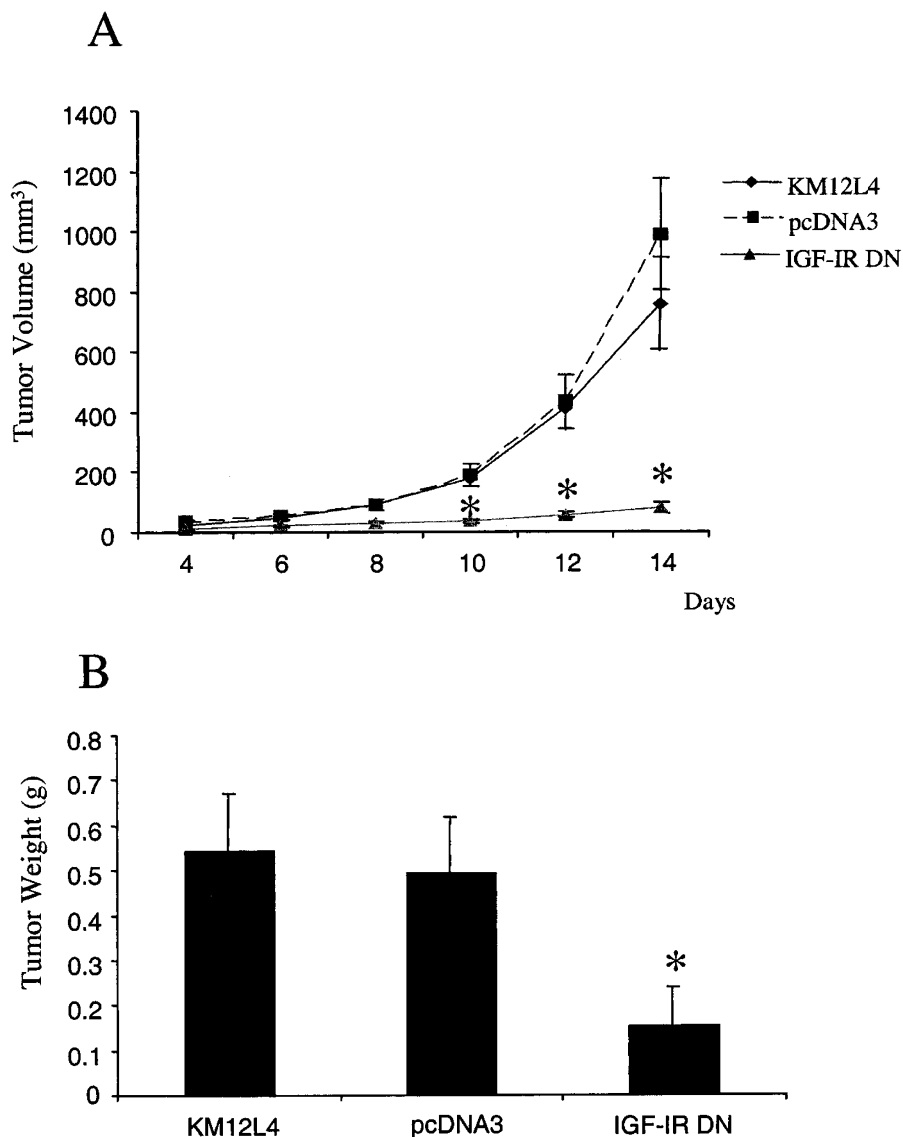 A
Tumor Volume (mm³)
1400
1200
1000
800
600
400
200
0
4 6 8 10 12 14
Days
KM12L4
pcDNA3
IGF-IR DN
*
*
*
B
Tumor Weight (g)
0.8
0.7
0.6
0.5
0.4
0.3
0.2
0.1
0
*
KM12L4 pcDNA3 IGF-IR DN